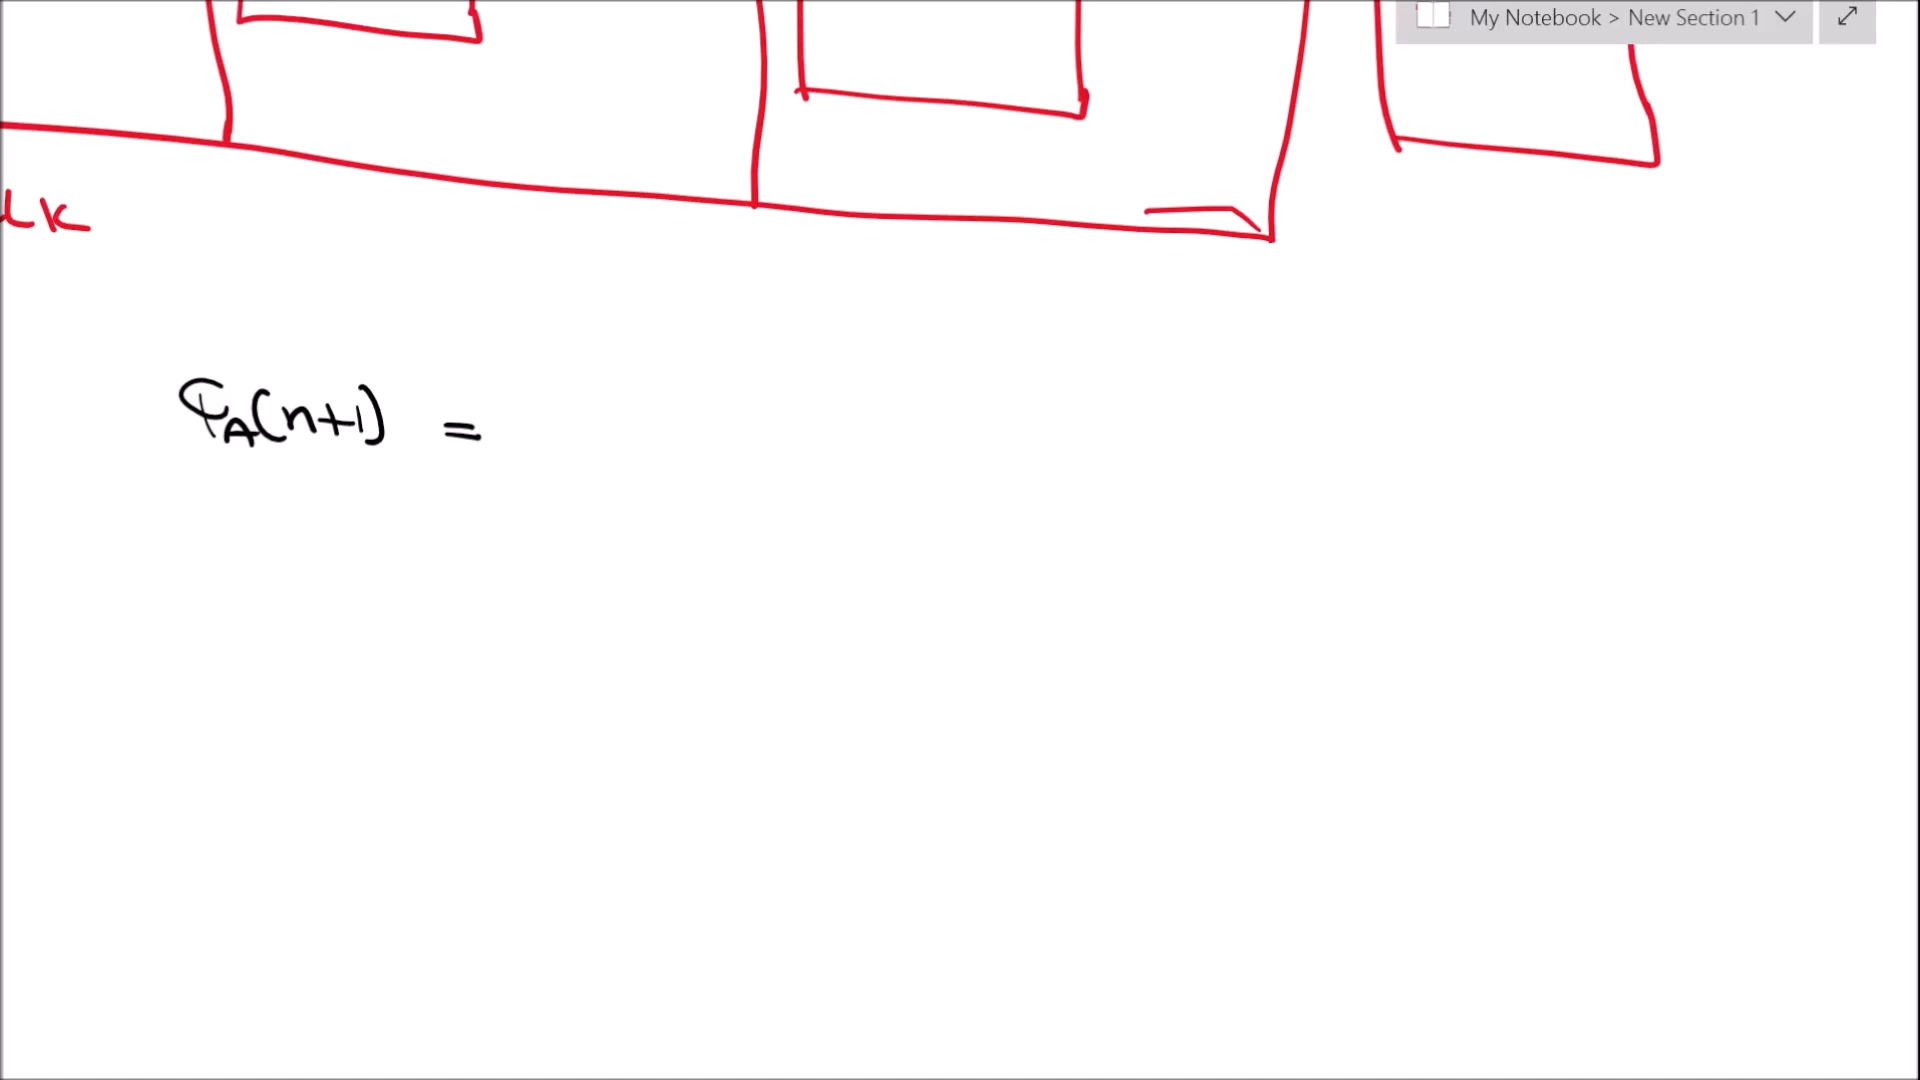 My Notebook > New Section 1
LK
Q_A(n+1) =